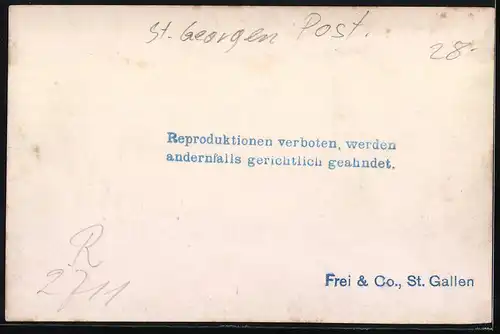 St. Georgen Post.
28.-
Reproduktionen verboten, werden
andernfalls gerichtlich geahndet.
R
2711
Frei & Co., St. Gallen